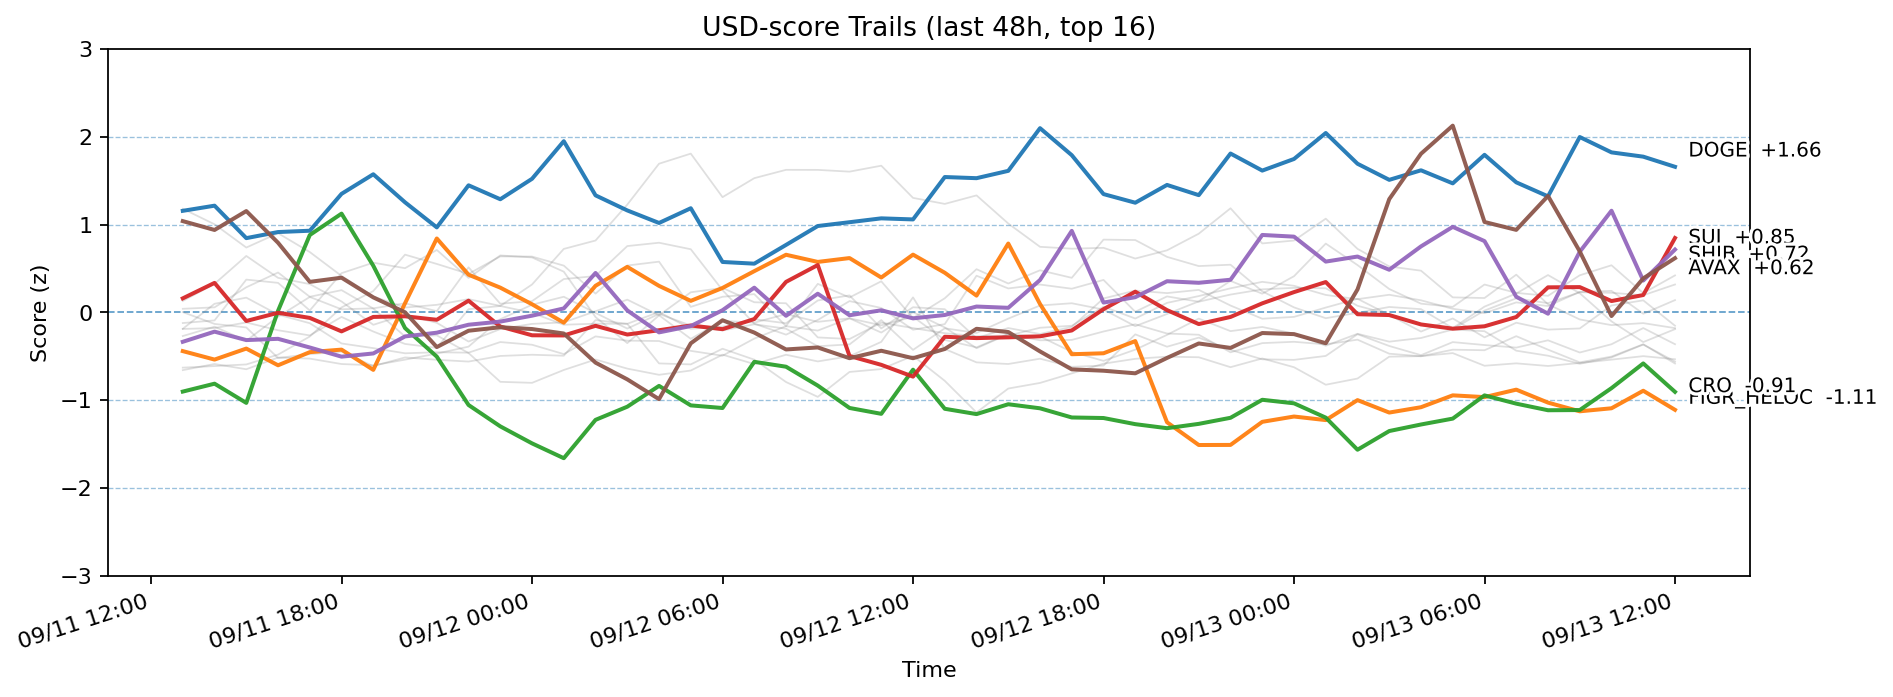 USD-score Trails (last 48h, top 16)
Score (z)
3
2
1
0
−1
−2
−3
DOGE +1.66
SUI +0.85
SHIB +0.72
AVAX +0.62
CRO -0.91
FIGR_HELOC -1.11
09/11 12:00
09/11 18:00
09/12 00:00
09/12 06:00
09/12 12:00
09/12 18:00
09/13 00:00
09/13 06:00
09/13 12:00
Time